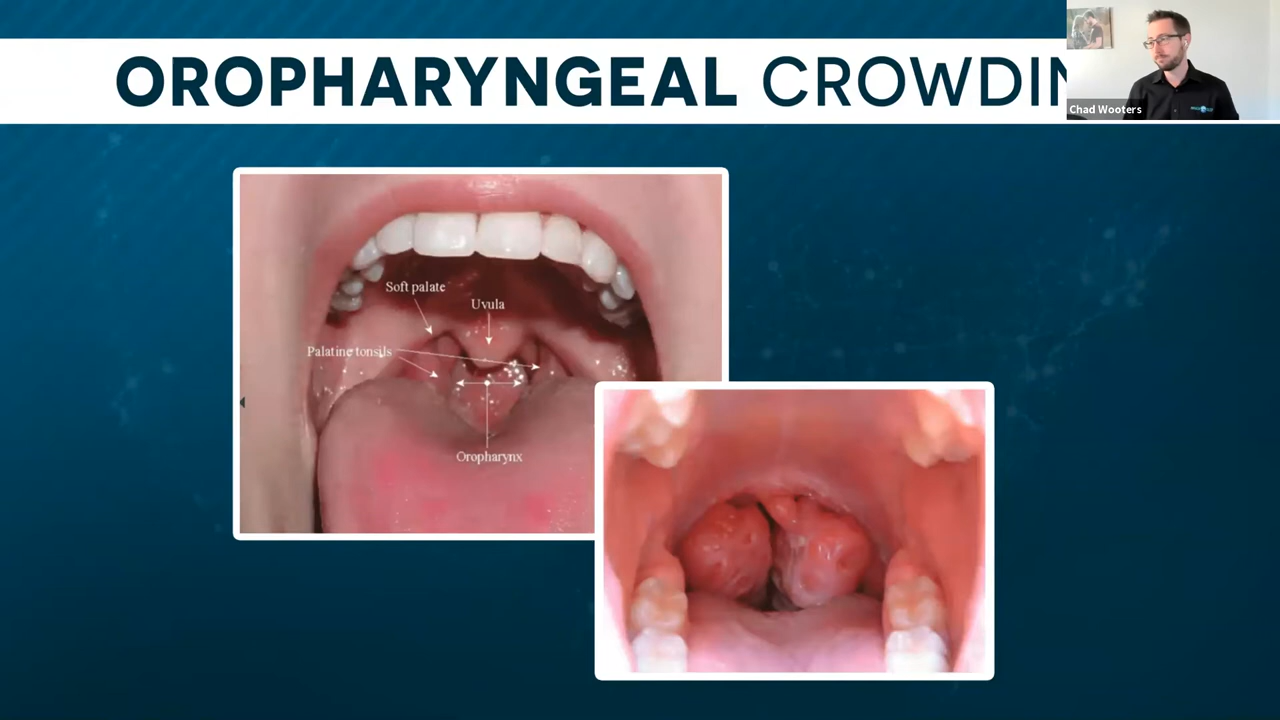 OROPHARYNGEAL CROWDIN
Chad Wooters
Soft palate
Uvula
Palatine tonsils
Oropharynx